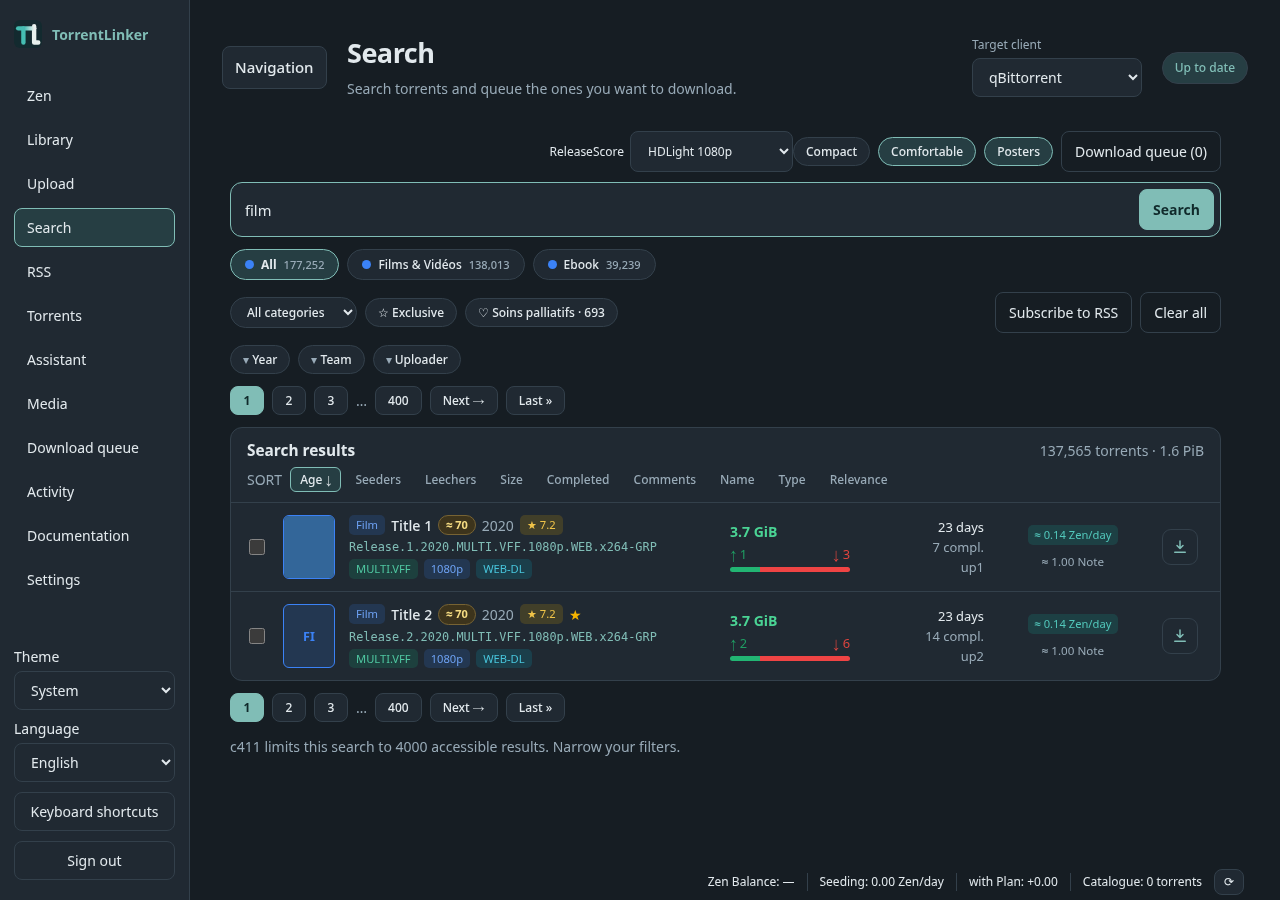 TorrentLinker
Zen
Library
Upload
Search
RSS
Torrents
Assistant
Media
Download queue
Activity
Documentation
Settings
Theme
System
Language
English
Keyboard shortcuts
Sign out
Navigation
Search
Search torrents and queue the ones you want to download.
Target client
qBittorrent
Up to date
ReleaseScore HDLight 1080p Compact Comfortable Posters Download queue (0)
film Search
All 177,252 Films & Vidéos 138,013 Ebook 39,239
All categories ☆ Exclusive ♡ Soins palliatifs · 693 Subscribe to RSS Clear all
▾ Year ▾ Team ▾ Uploader
1 2 3 … 400 Next → Last »
Search results 137,565 torrents · 1.6 PiB
SORT Age ↓ Seeders Leechers Size Completed Comments Name Type Relevance
Film Title 1 ≈ 70 2020 ★ 7.2
Release.1.2020.MULTI.VFF.1080p.WEB.x264-GRP
MULTI.VFF 1080p WEB-DL
3.7 GiB
↑ 1 ↓ 3
23 days
7 compl.
up1
≈ 0.14 Zen/day
≈ 1.00 Note
FI
Film Title 2 ≈ 70 2020 ★ 7.2 ★
Release.2.2020.MULTI.VFF.1080p.WEB.x264-GRP
MULTI.VFF 1080p WEB-DL
3.7 GiB
↑ 2 ↓ 6
23 days
14 compl.
up2
≈ 0.14 Zen/day
≈ 1.00 Note
1 2 3 … 400 Next → Last »
c411 limits this search to 4000 accessible results. Narrow your filters.
Zen Balance: — Seeding: 0.00 Zen/day with Plan: +0.00 Catalogue: 0 torrents ⟳